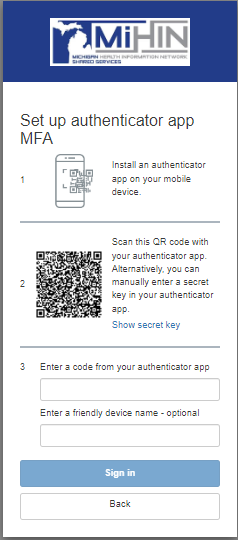 MiHIN
MICHIGAN HEALTH INFORMATION NETWORK
SHARED SERVICES
Set up authenticator app
MFA
1
Install an authenticator
app on your mobile
device.
2
Scan this QR code with
your authenticator app.
Alternatively, you can
manually enter a secret
key in your authenticator
app.
Show secret key
3 Enter a code from your authenticator app
Enter a friendly device name - optional
Sign in
Back